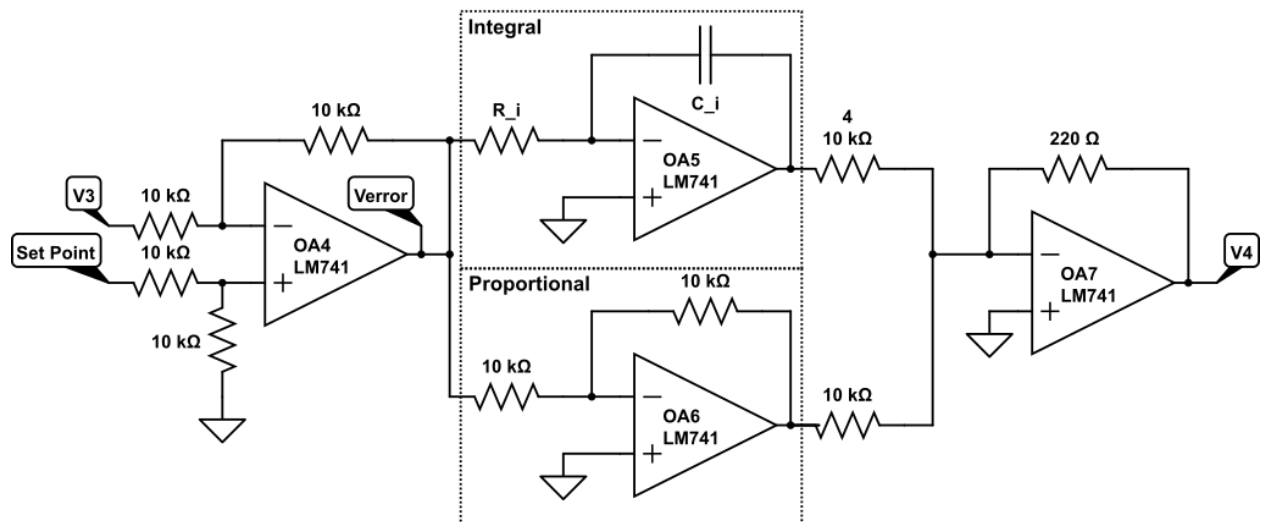 Integral
10 kΩ
R_i
C_i
4
10 kΩ
220 Ω
V3
10 kΩ
Verror
OA5
LM741
Set Point
10 kΩ
OA4
LM741
V4
OA7
LM741
Proportional
10 kΩ
10 kΩ
10 kΩ
10 kΩ
OA6
LM741